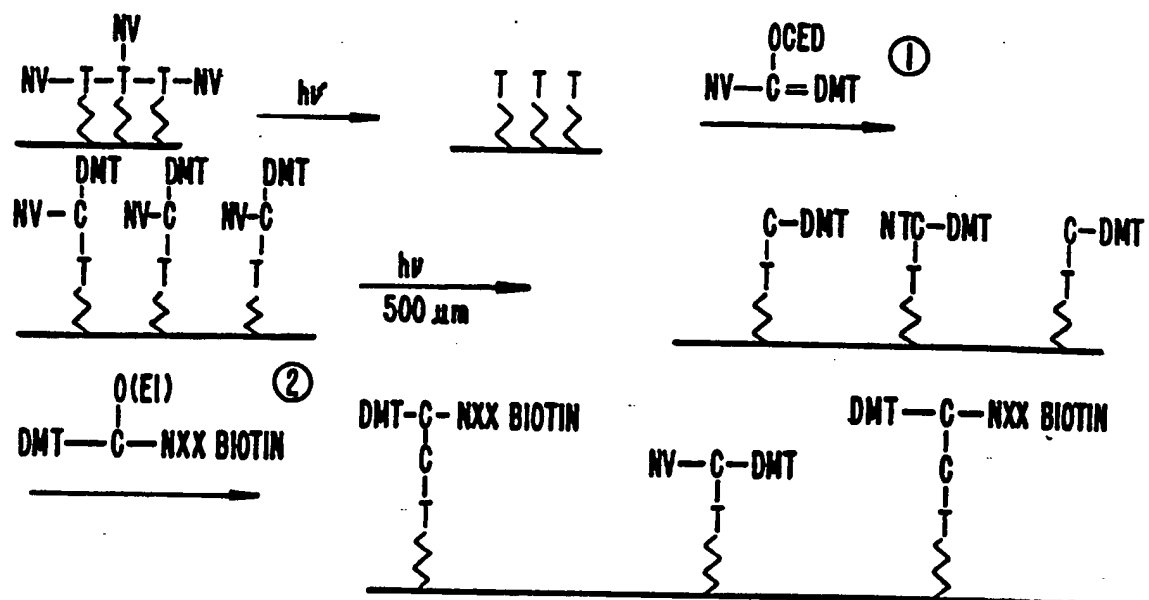 NV
NV—T—T—T—NV
hν
T T T
OCED
NV—C=DMT
①
DMT DMT DMT
NV-C NV-C NV-C
T T T
hν
500 µm
C-DMT NTC-DMT C-DMT
T T T
②
O(EI)
DMT—C—NXX BIOTIN
DMT-C-NXX BIOTIN
C
T
NV—C—DMT
T
DMT—C—NXX BIOTIN
C
T